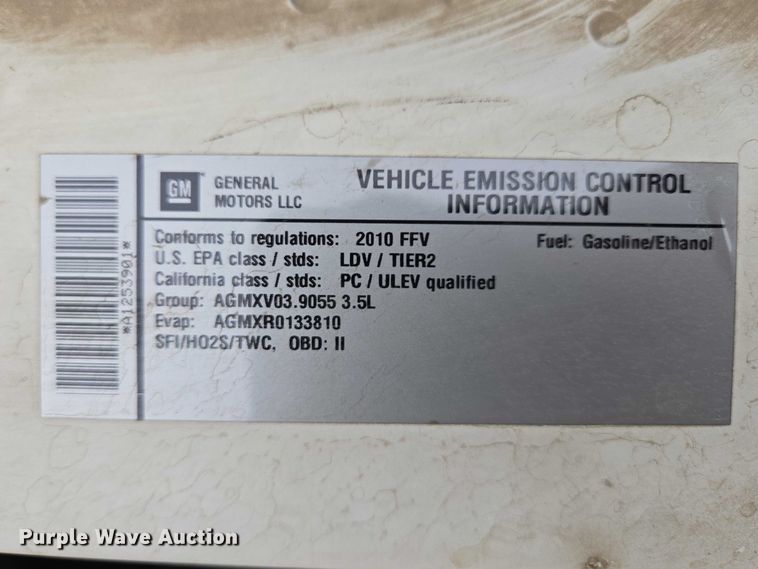 GM
GENERAL
MOTORS LLC
VEHICLE EMISSION CONTROL
INFORMATION
Conforms to regulations: 2010 FFV
Fuel: Gasoline/Ethanol
U.S. EPA class / stds: LDV / TIER2
California class / stds: PC / ULEV qualified
Group: AGMXV03.9055 3.5L
Evap: AGMXR0133810
SFI/HO2S/TWC, OBD: II
*A1253901*
Purple Wave Auction